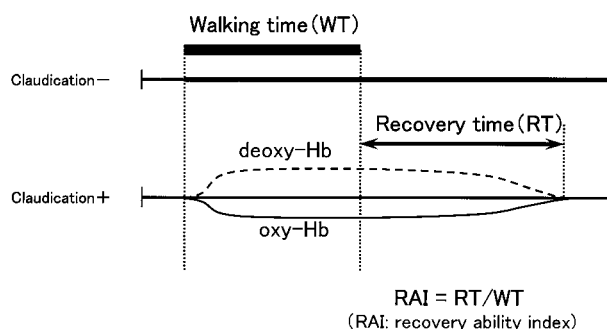 Walking time(WT)
Claudication−
Recovery time(RT)
deoxy-Hb
Claudication+
oxy-Hb
RAI = RT/WT
(RAI: recovery ability index)